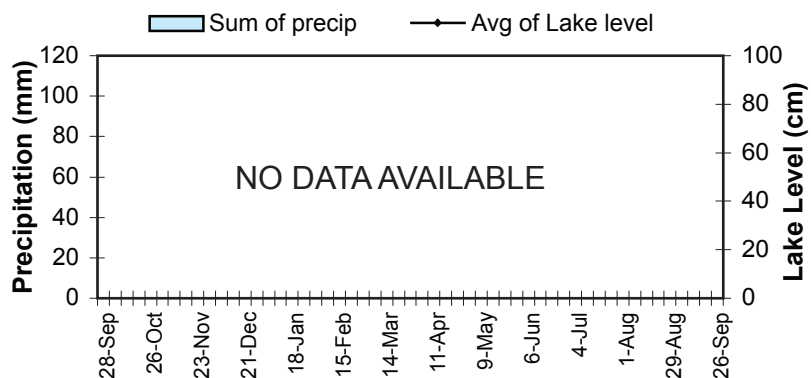 Sum of precip Avg of Lake level
Precipitation (mm)
120
100
80
60
40
20
0
NO DATA AVAILABLE
100
80
60
40
20
0
Lake Level (cm)
28-Sep
26-Oct
23-Nov
21-Dec
18-Jan
15-Feb
14-Mar
11-Apr
9-May
6-Jun
4-Jul
1-Aug
29-Aug
26-Sep